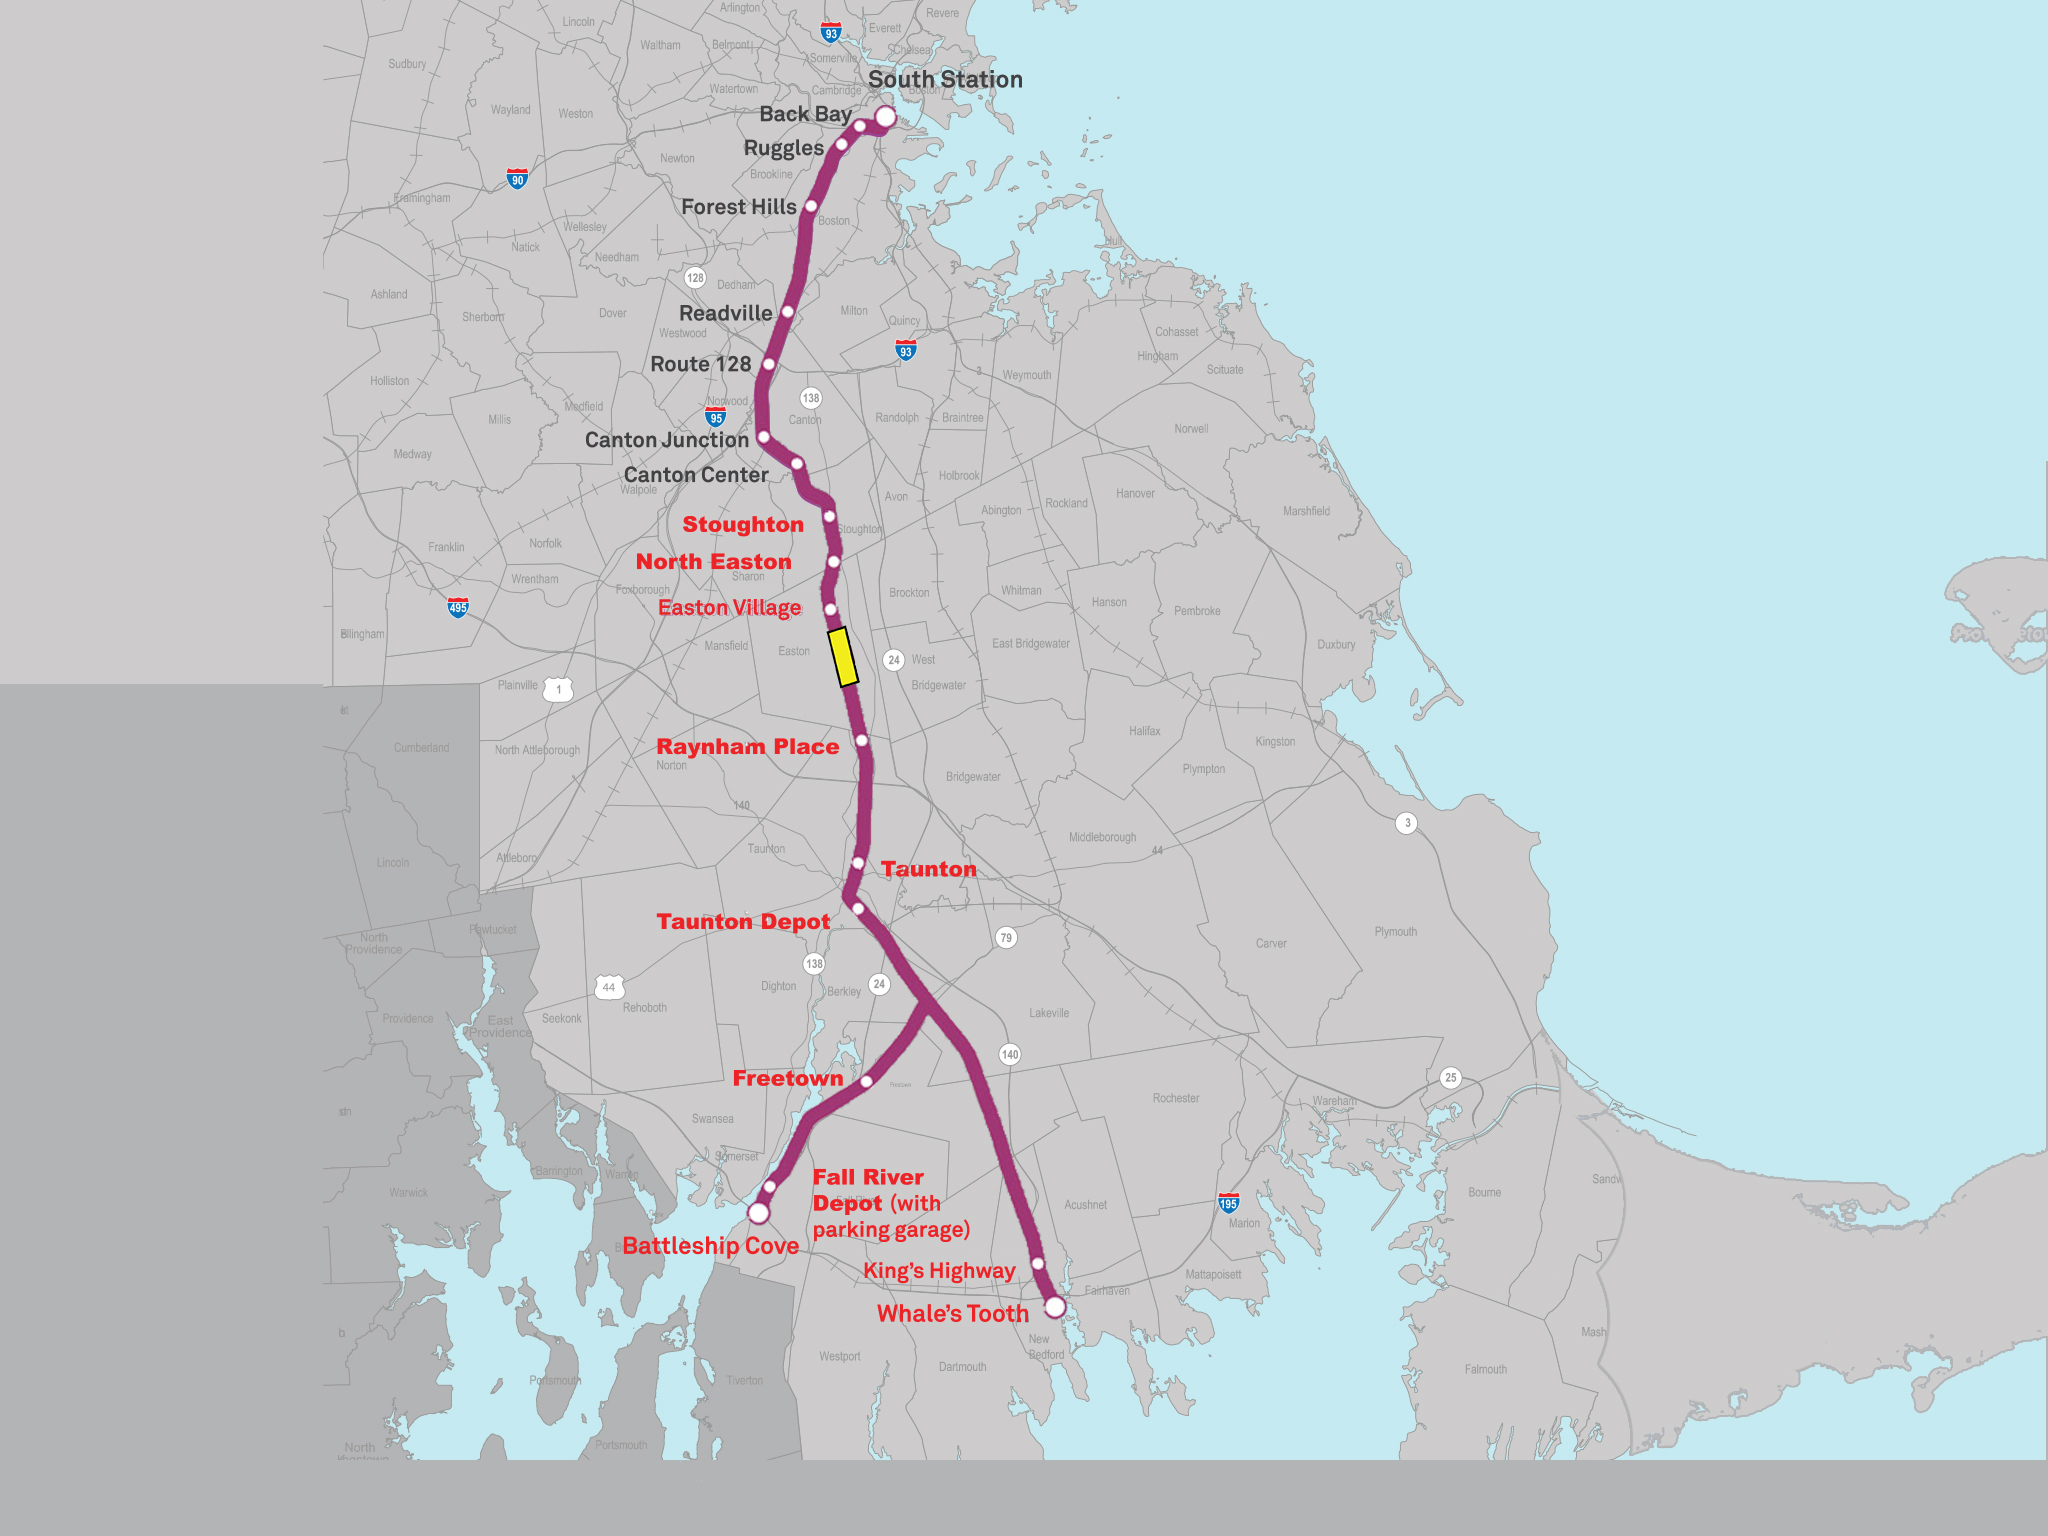 Arlington
Revere
Lincoln
93
Everett
Waltham
Belmont
Chelsea
Somerville
Sudbury
South Station
Watertown
Cambridge
Boston
Wayland
Weston
Back Bay
Ruggles
Newton
Brookline
90
Framingham
Forest Hills
Boston
Wellesley
Natick
Hull
Needham
128
Dedham
Ashland
Sherborn
Dover
Readville
Milton
Quincy
Westwood
Cohasset
93
Hingham
Route 128
3
Scituate
Weymouth
Holliston
Medfield
Norwood
138
95
Millis
Canton
Randolph
Braintree
Norwell
Canton Junction
Medway
Canton Center
Holbrook
Walpole
Avon
Rockland
Hanover
Abington
Marshfield
Stoughton
Stoughton
Franklin
Norfolk
North Easton
Wrentham
Sharon
Foxborough
Brockton
Whitman
Hanson
Pembroke
495
Easton Village
Bellingham
Mansfield
Easton
24
West
Bridgewater
East Bridgewater
Duxbury
Plainville
1
Cumberland
North Attleborough
Raynham Place
Norton
Halifax
Kingston
Plympton
Bridgewater
140
3
Taunton
Middleborough
44
Attleboro
Lincoln
Taunton
Taunton Depot
Pawtucket
North
Providence
79
Carver
Plymouth
138
Dighton
Berkley
24
44
Rehoboth
Seekonk
Providence
East
Providence
Lakeville
140
Freetown
Freetown
25
Rochester
Wareham
Swansea
Somerset
Barrington
Warren
Warwick
Fall River
Depot (with
parking garage)
Fall River
Acushnet
195
Marion
Bourne
Sandw
Battleship Cove
King's Highway
Mattapoisett
Fairhaven
Whale's Tooth
New
Bedford
Westport
Dartmouth
Mash
Falmouth
Portsmouth
Tiverton
Portsmouth
North